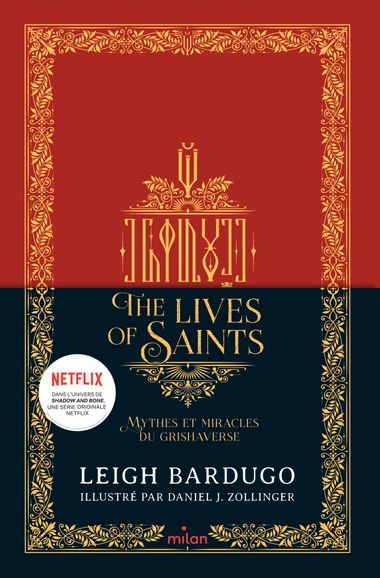 THE LIVES
OF SAINTS
NETFLIX
DANS L'UNIVERS DE
SHADOW AND BONE,
UNE SÉRIE ORIGINALE
NETFLIX
MYTHES ET MIRACLES
DU GRISHAVERSE
LEIGH BARDUGO
ILLUSTRÉ PAR DANIEL J. ZOLLINGER
milan